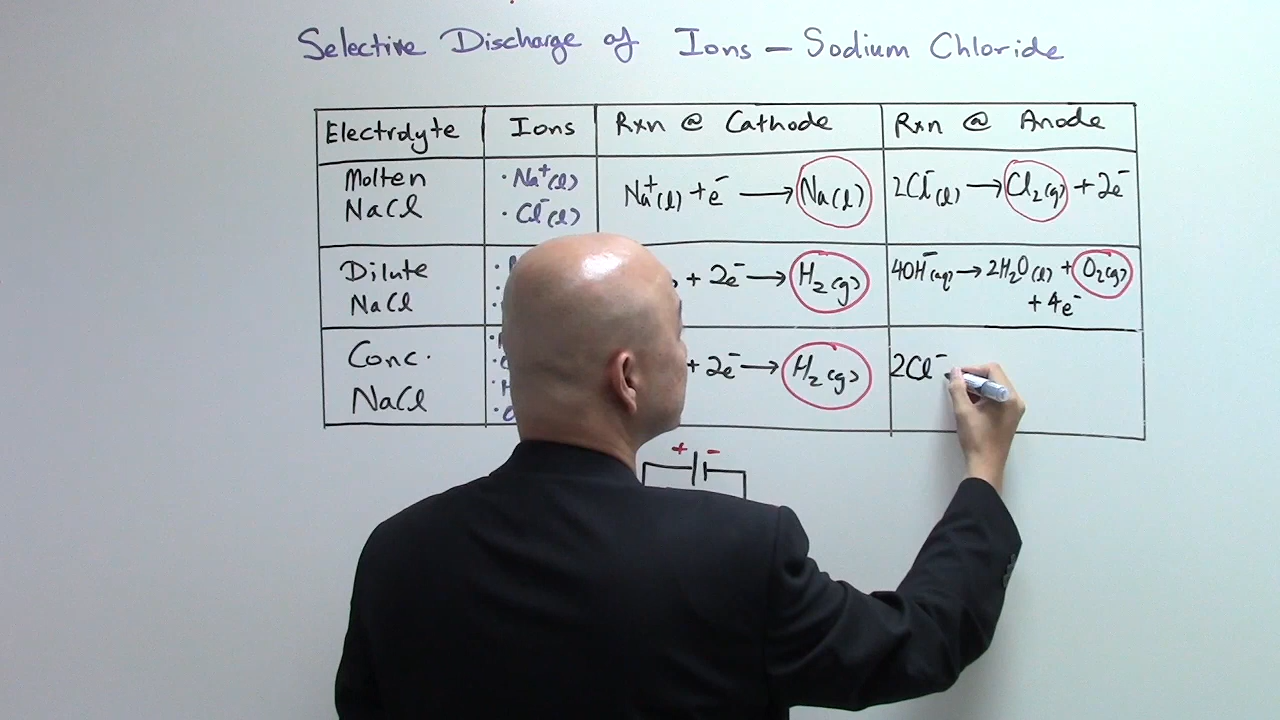 Selective Discharge of Ions – Sodium Chloride
Electrolyte Ions Rxn @ Cathode Rxn @ Anode
Molten NaCl
· Na⁺(l)
· Cl⁻(l)
Na⁺(l) + e⁻ ⟶ Na(l)
2Cl⁻(l) ⟶ Cl₂(g) + 2e⁻
Dilute NaCl
+ 2e⁻ ⟶ H₂(g)
4OH⁻(aq) ⟶ 2H₂O(l) + O₂(g)
+ 4e⁻
Conc. NaCl
+ 2e⁻ ⟶ H₂(g)
2Cl⁻
+ −